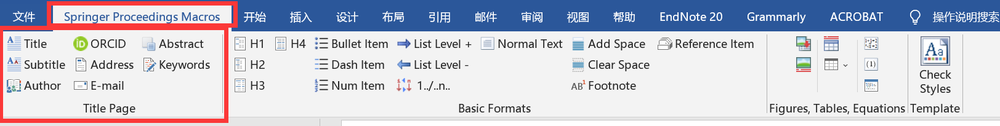 文件 Springer Proceedings Macros 开始 插入 设计 布局 引用 邮件 审阅 视图 帮助 EndNote 20 Grammarly ACROBAT 操作说明搜索
Title ORCID Abstract H1 H4 Bullet Item List Level + Normal Text Add Space Reference Item
Subtitle Address Keywords H2 Dash Item List Level - Clear Space
Author E-mail H3 Num Item 1../..n.. AB1 Footnote
Check
Styles
Title Page Basic Formats Figures, Tables, Equations Template